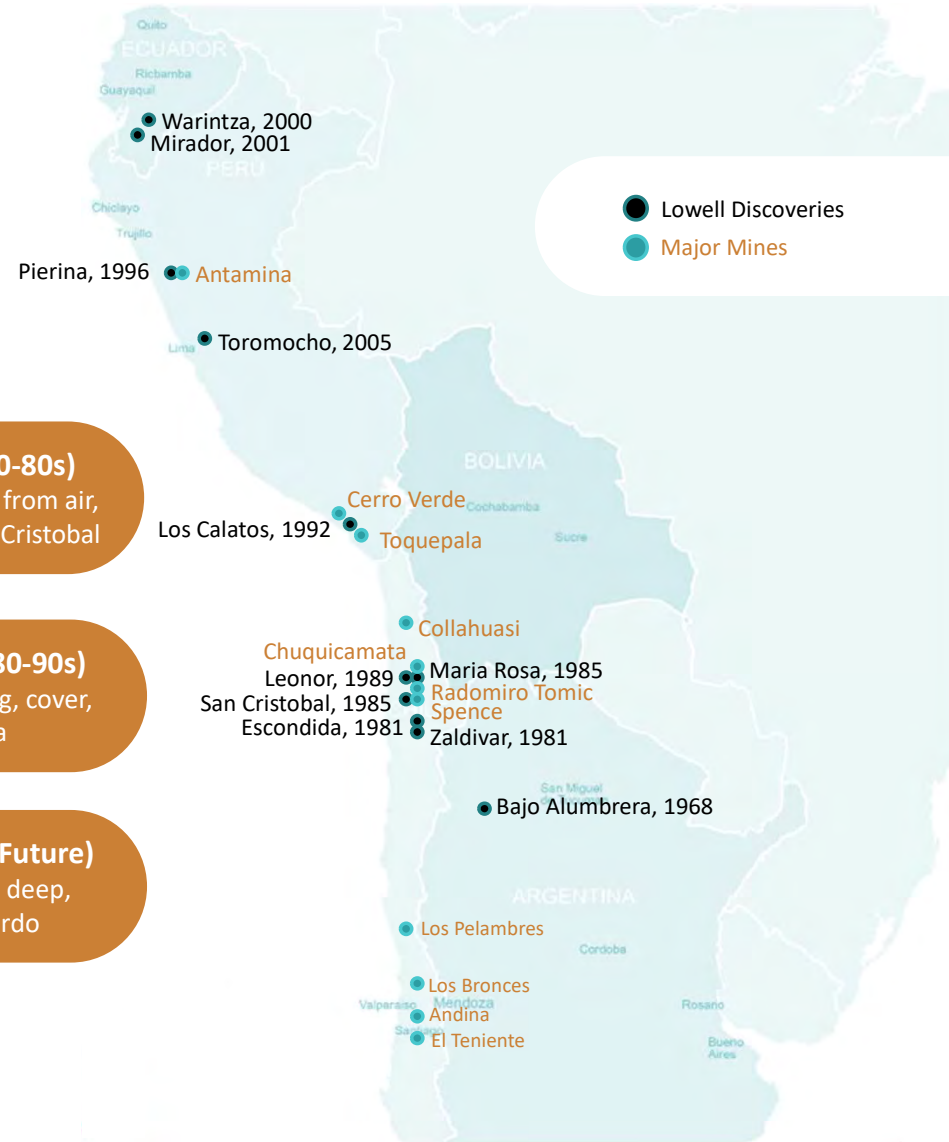 Quito
ECUADOR
Ricbamba
Guayaquil
Warintza, 2000
Mirador, 2001
PERU
Chiclayo
Trujillo
Lowell Discoveries
Major Mines
Pierina, 1996
Antamina
Lima
Toromocho, 2005
0-80s)
from air,
Cristobal
BOLIVIA
Cerro Verde
Cochabamba
Los Calatos, 1992
Toquepala
Sucre
Collahuasi
Chuquicamata
Maria Rosa, 1985
Leonor, 1989
Radomiro Tomic
San Cristobal, 1985
Spence
Escondida, 1981
Zaldivar, 1981
30-90s)
g, cover,
a
San Miguel
Bajo Alumbrera, 1968
Future)
deep,
rdo
ARGENTINA
Los Pelambres
Cordoba
Los Bronces
Valparaiso
Mendoza
Rosario
Andina
Santiago
El Teniente
Bueno
Aires